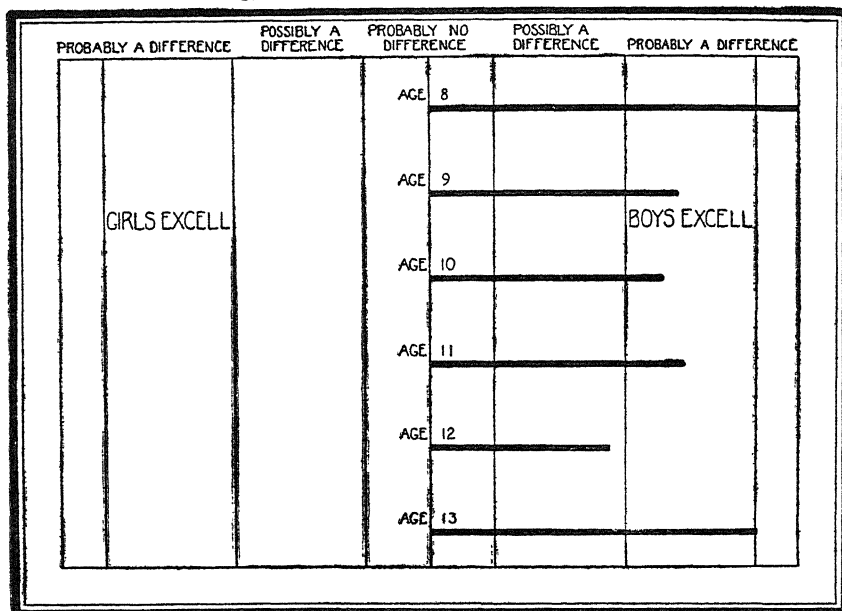 PROBABLY A DIFFERENCE
POSSIBLY A
DIFFERENCE
PROBABLY NO
DIFFERENCE
POSSIBLY A
DIFFERENCE
PROBABLY A DIFFERENCE
AGE 8
AGE 9
GIRLS EXCELL
BOYS EXCELL
AGE 10
AGE 11
AGE 12
AGE 13